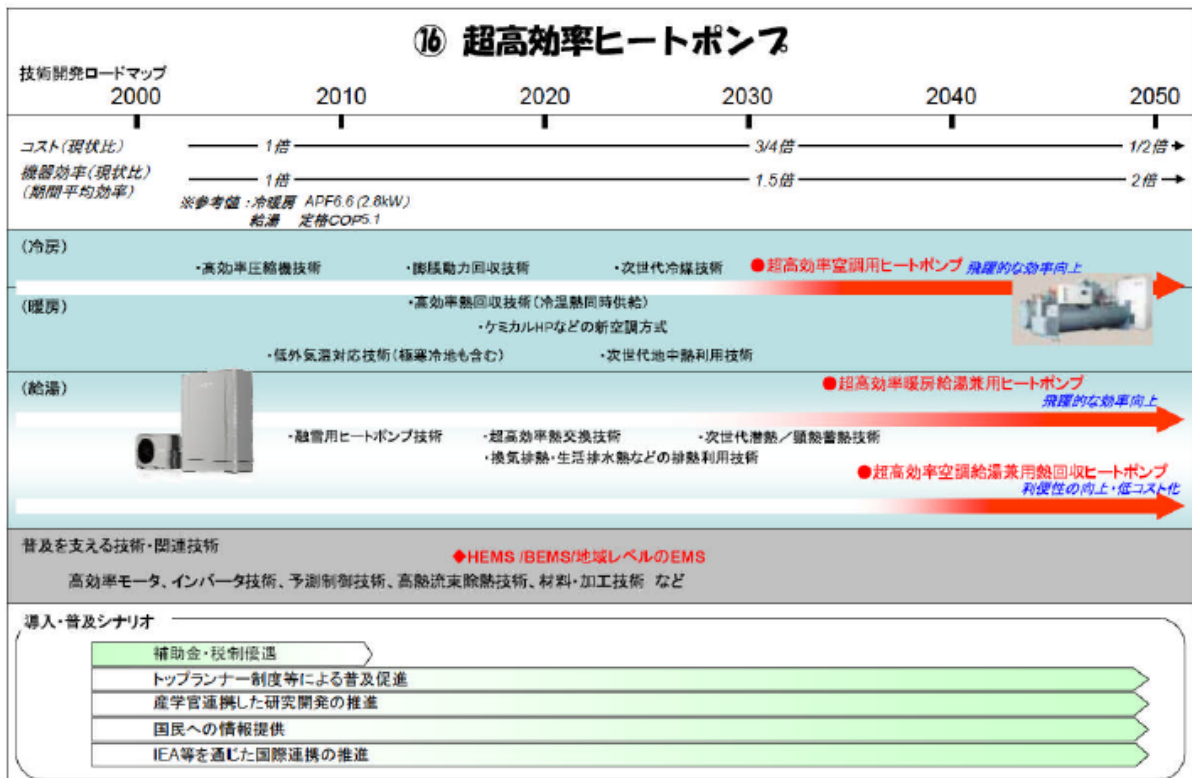 ⑯ 超高効率ヒートポンプ
技術開発ロードマップ
2000 2010 2020 2030 2040 2050
コスト(現状比) 1倍 3/4倍 1/2倍
機器効率(現状比) 1倍 1.5倍 2倍
(期間平均効率)
※参考値:冷暖房 APF6.6(2.8kW)
給湯 定格COP5.1
(冷房)
・高効率圧縮機技術 ・膨脹動力回収技術 ・次世代冷媒技術 ●超高効率空調用ヒートポンプ 飛躍的な効率向上
(暖房)
・高効率熱回収技術(冷温熱同時供給)
・ケミカルHPなどの新空調方式
・低外気温対応技術(極寒冷地も含む) ・次世代地中熱利用技術
(給湯)
●超高効率暖房給湯兼用ヒートポンプ
飛躍的な効率向上
・融雪用ヒートポンプ技術 ・超高効率熱交換技術 ・次世代潜熱/顕熱蓄熱技術
・換気排熱・生活排水熱などの排熱利用技術
●超高効率空調給湯兼用熱回収ヒートポンプ
利便性の向上・低コスト化
普及を支える技術・関連技術
◆HEMS /BEMS/地域レベルのEMS
高効率モータ、インバータ技術、予測制御技術、高熱流束除熱技術、材料・加工技術 など
導入・普及シナリオ
補助金・税制優遇
トップランナー制度等による普及促進
産学官連携した研究開発の推進
国民への情報提供
IEA等を通じた国際連携の推進